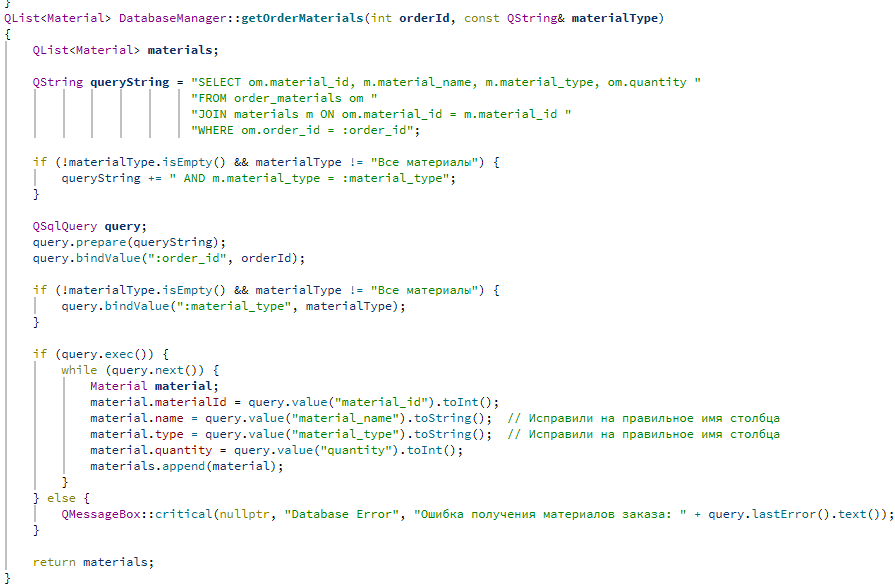 }
QList<Material> DatabaseManager::getOrderMaterials(int orderId, const QString& materialType)
{
    QList<Material> materials;

    QString queryString = "SELECT om.material_id, m.material_name, m.material_type, om.quantity "
                          "FROM order_materials om "
                          "JOIN materials m ON om.material_id = m.material_id "
                          "WHERE om.order_id = :order_id";

    if (!materialType.isEmpty() && materialType != "Все материалы") {
        queryString += " AND m.material_type = :material_type";
    }

    QSqlQuery query;
    query.prepare(queryString);
    query.bindValue(":order_id", orderId);

    if (!materialType.isEmpty() && materialType != "Все материалы") {
        query.bindValue(":material_type", materialType);
    }

    if (query.exec()) {
        while (query.next()) {
            Material material;
            material.materialId = query.value("material_id").toInt();
            material.name = query.value("material_name").toString();  // Исправили на правильное имя столбца
            material.type = query.value("material_type").toString();  // Исправили на правильное имя столбца
            material.quantity = query.value("quantity").toInt();
            materials.append(material);
        }
    } else {
        QMessageBox::critical(nullptr, "Database Error", "Ошибка получения материалов заказа: " + query.lastError().text());
    }

    return materials;
}